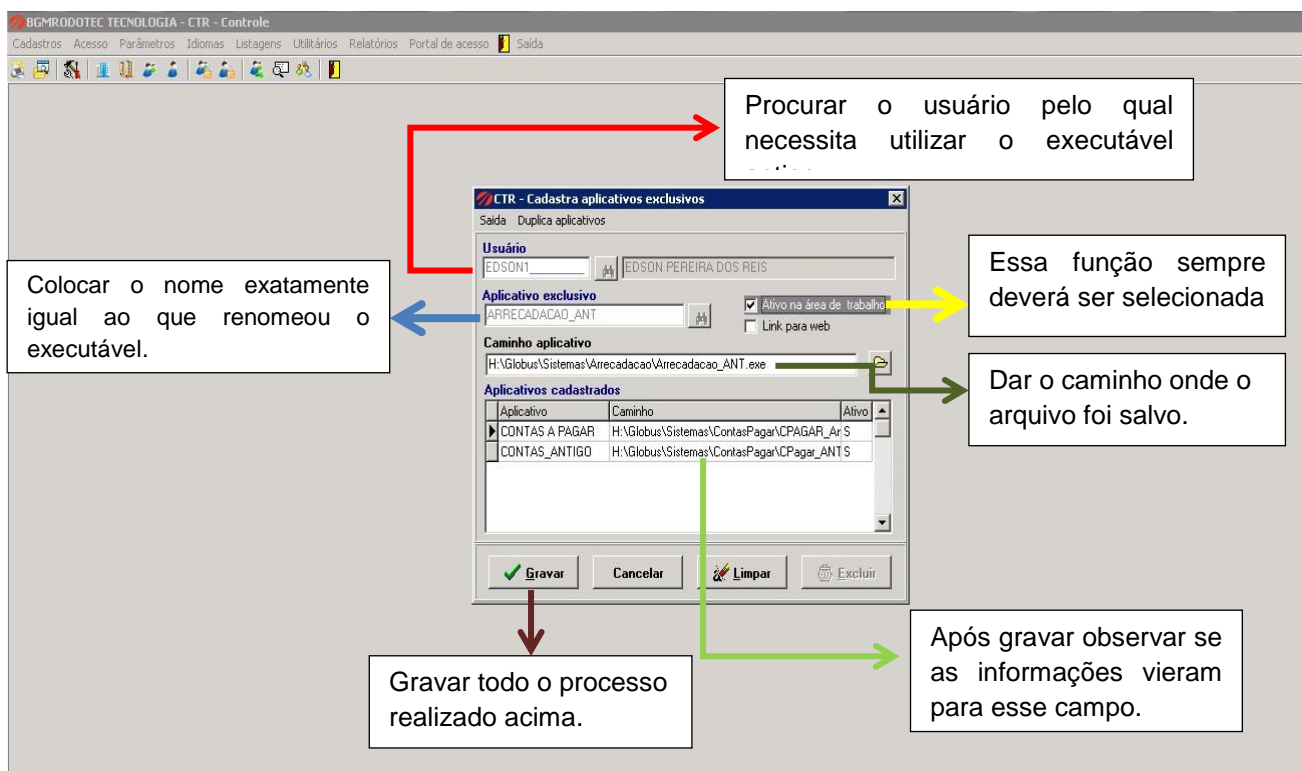 BGMRODOTEC TECNOLOGIA - CTR - Controle
Cadastros Acesso Parâmetros Idiomas Listagens Utilitários Relatórios Portal de acesso Saída
Procurar o usuário pelo qual
necessita utilizar o executável
CTR - Cadastra aplicativos exclusivos
Saida Duplica aplicativos
Usuário
EDSON1________ EDSON PEREIRA DOS REIS
Aplicativo exclusivo
ARRECADACAO_ANT
Ativo na área de trabalho
Link para web
Caminho aplicativo
H:\Globus\Sistemas\Arrecadacao\Arrecadacao_ANT.exe
Aplicativos cadastrados
Aplicativo Caminho Ativo
CONTAS A PAGAR H:\Globus\Sistemas\ContasPagar\CPAGAR_Ar S
CONTAS_ANTIGO H:\Globus\Sistemas\ContasPagar\CPagar_ANT S
Gravar Cancelar Limpar Excluir
Colocar o nome exatamente
igual ao que renomeou o
executável.
Essa função sempre
deverá ser selecionada
Dar o caminho onde o
arquivo foi salvo.
Gravar todo o processo
realizado acima.
Após gravar observar se
as informações vieram
para esse campo.